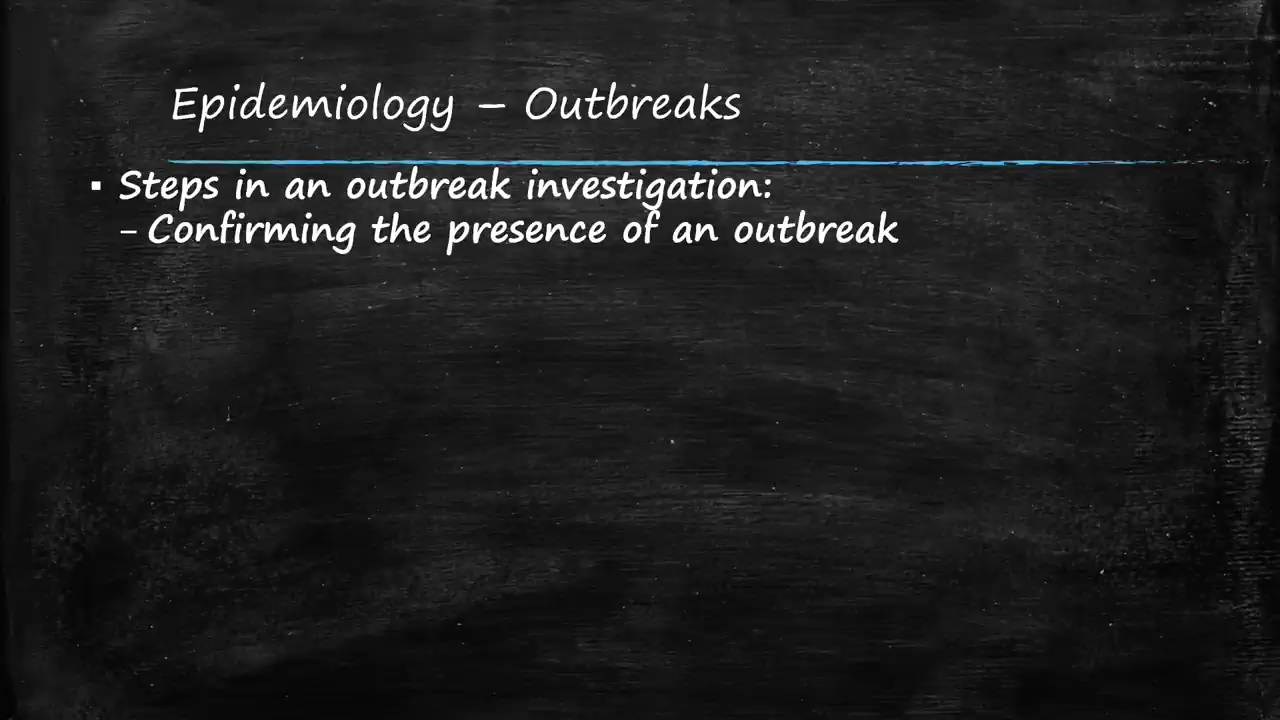 Epidemiology – Outbreaks
▪ Steps in an outbreak investigation:
– Confirming the presence of an outbreak